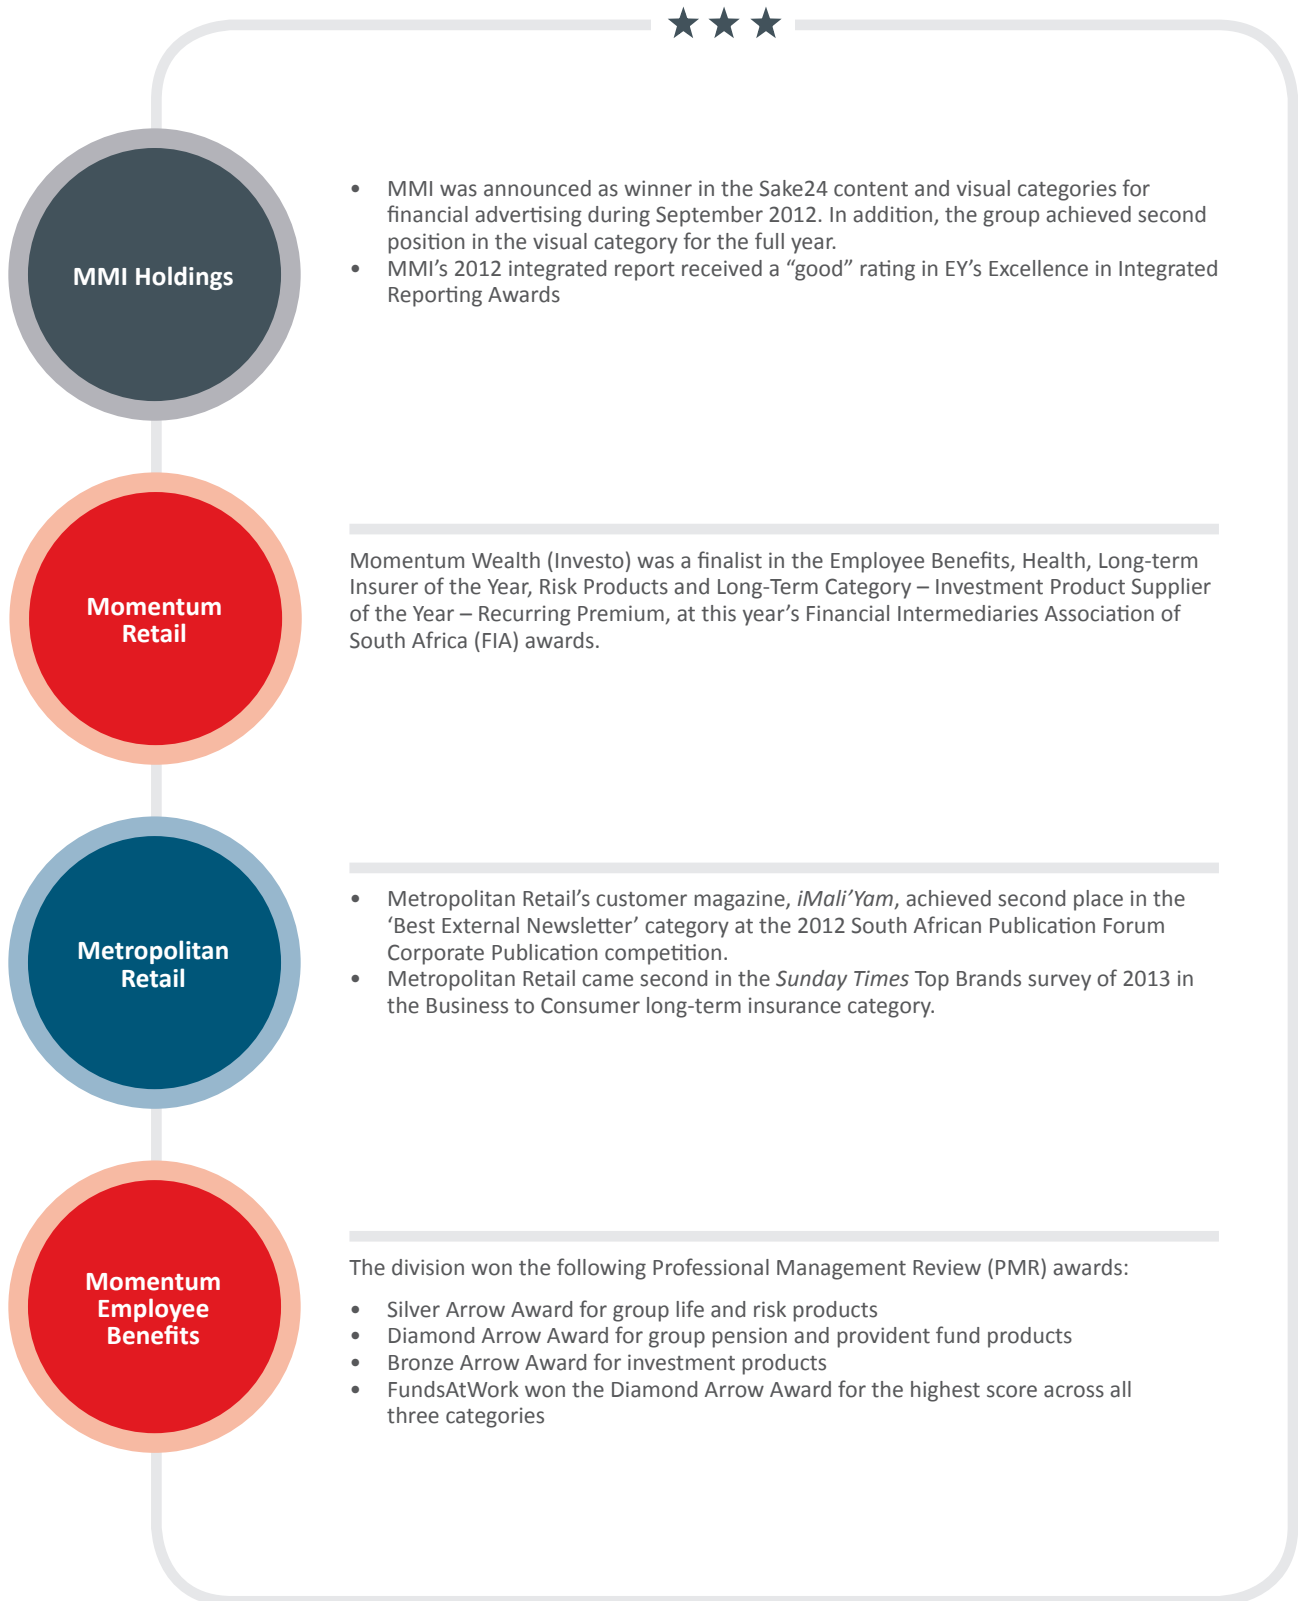 MMI Holdings
• MMI was announced as winner in the Sake24 content and visual categories for
financial advertising during September 2012. In addition, the group achieved second
position in the visual category for the full year.
• MMI’s 2012 integrated report received a “good” rating in EY’s Excellence in Integrated
Reporting Awards
Momentum
Retail
Momentum Wealth (Investo) was a finalist in the Employee Benefits, Health, Long-term
Insurer of the Year, Risk Products and Long-Term Category – Investment Product Supplier
of the Year – Recurring Premium, at this year’s Financial Intermediaries Association of
South Africa (FIA) awards.
Metropolitan
Retail
• Metropolitan Retail’s customer magazine, iMali’Yam, achieved second place in the
‘Best External Newsletter’ category at the 2012 South African Publication Forum
Corporate Publication competition.
• Metropolitan Retail came second in the Sunday Times Top Brands survey of 2013 in
the Business to Consumer long-term insurance category.
Momentum
Employee
Benefits
The division won the following Professional Management Review (PMR) awards:
• Silver Arrow Award for group life and risk products
• Diamond Arrow Award for group pension and provident fund products
• Bronze Arrow Award for investment products
• FundsAtWork won the Diamond Arrow Award for the highest score across all
three categories